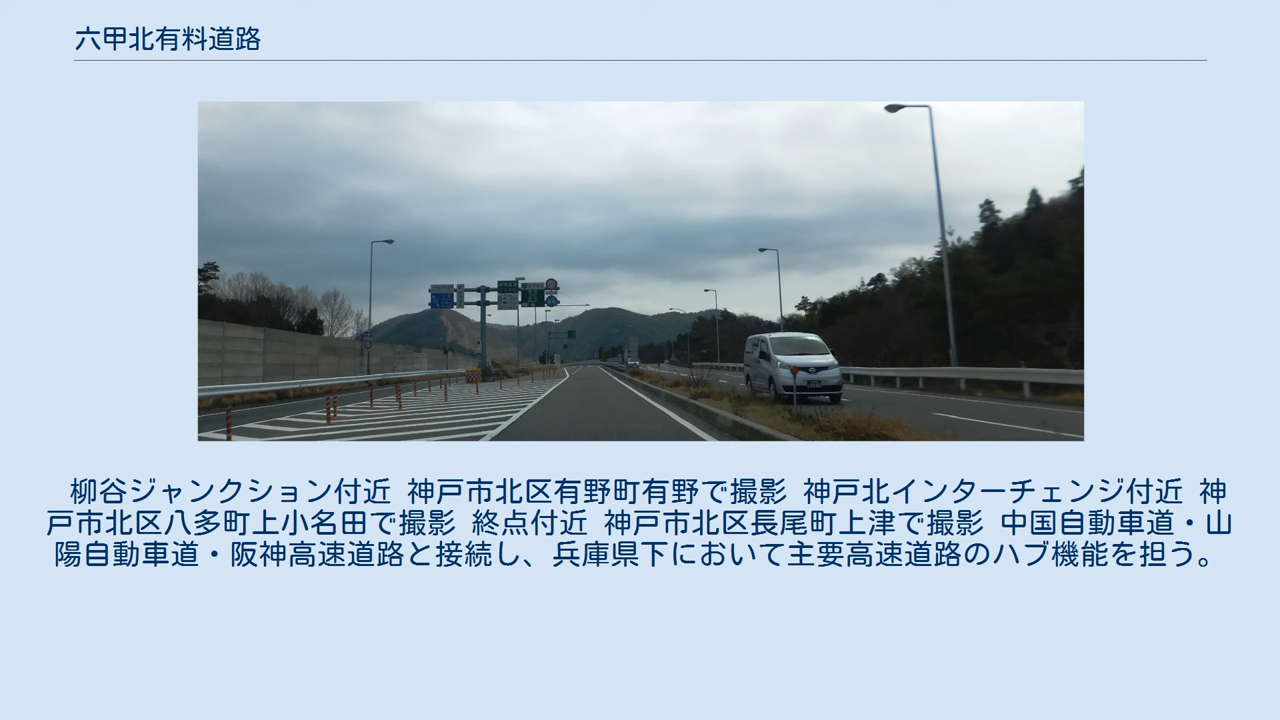 六甲北有料道路
柳谷ジャンクション付近 神戸市北区有野町有野で撮影 神戸北インターチェンジ付近 神
戸市北区八多町上小名田で撮影 終点付近 神戸市北区長尾町上津で撮影 中国自動車道・山
陽自動車道・阪神高速道路と接続し、兵庫県下において主要高速道路のハブ機能を担う。